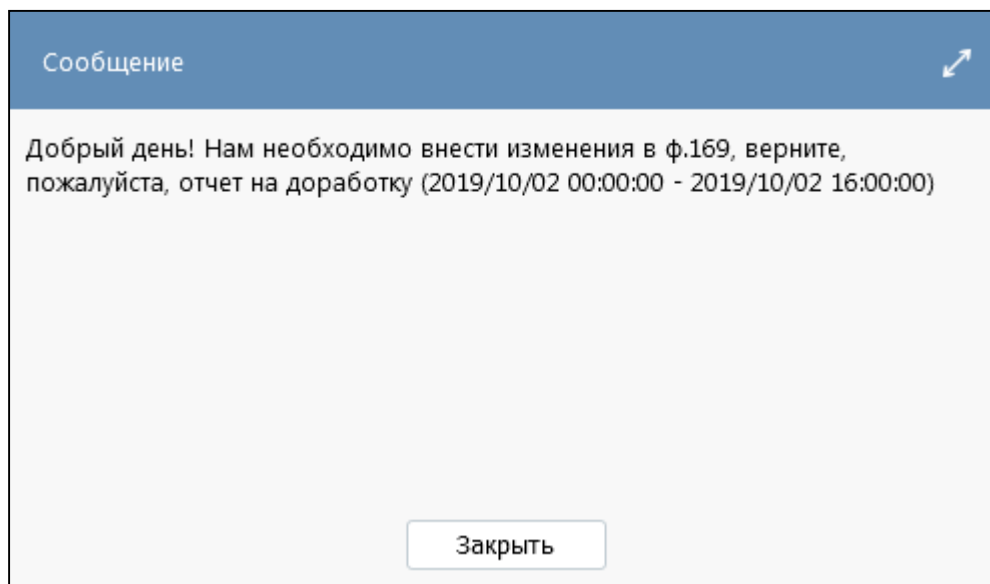 Сообщение
Добрый день! Нам необходимо внести изменения в ф.169, верните,
пожалуйста, отчет на доработку (2019/10/02 00:00:00 - 2019/10/02 16:00:00)
Закрыть